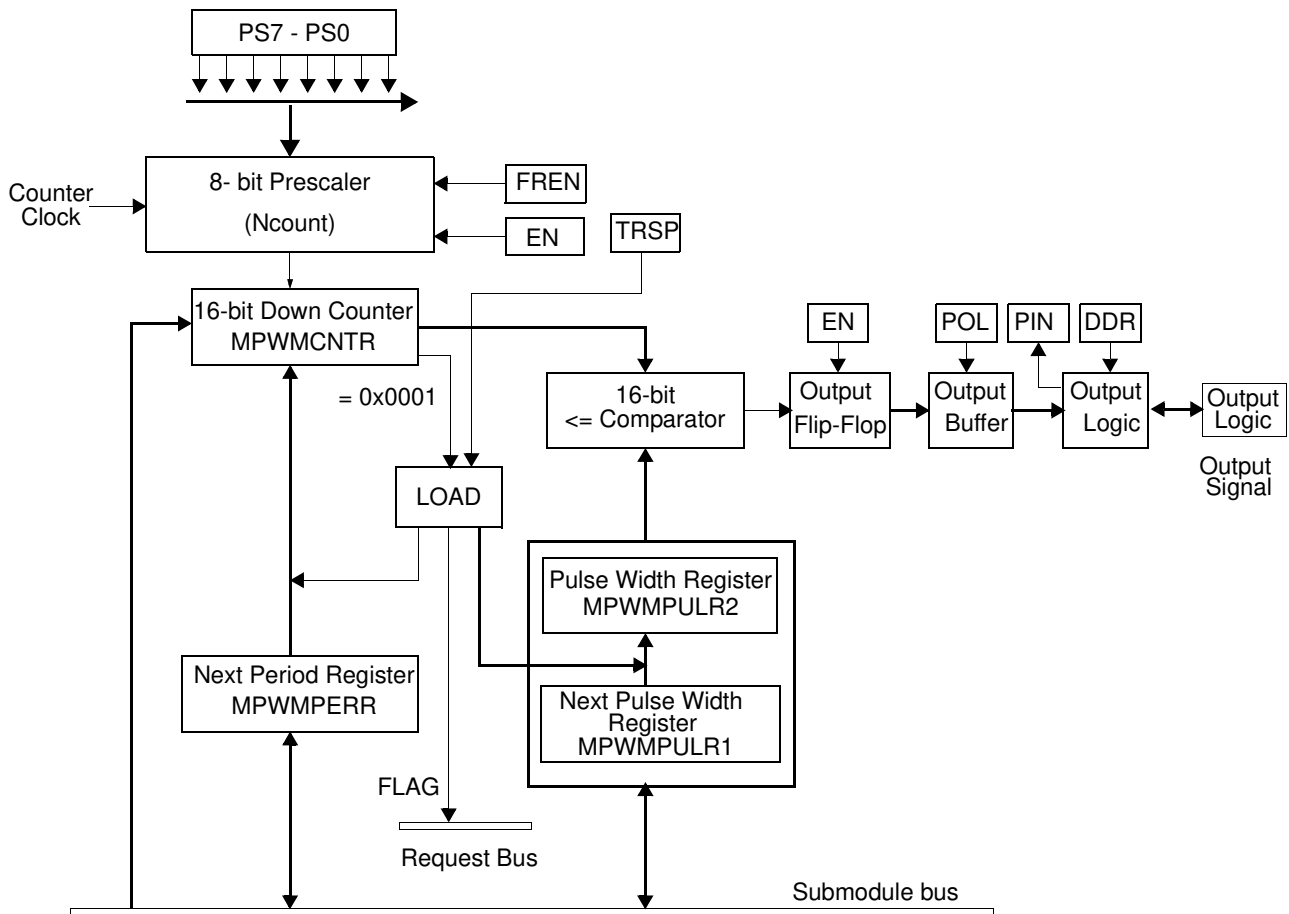 PS7 - PS0
8- bit Prescaler
(Ncount)
Counter
Clock
FREN
EN
TRSP
16-bit Down Counter
MPWMCNTR
= 0x0001
LOAD
16-bit
<= Comparator
EN
POL
PIN
DDR
Output
Flip-Flop
Output
Buffer
Output
Logic
Output
Logic
Output
Signal
Pulse Width Register
MPWMPULR2
Next Period Register
MPWMPERR
Next Pulse Width
Register
MPWMPULR1
FLAG
Request Bus
Submodule bus